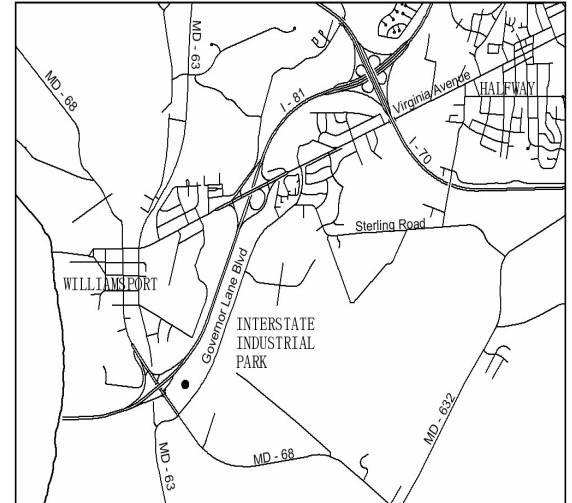 MD - 63
MD - 68
I - 81
Virginia Avenue
HALFWAY
I - 70
Sterling Road
WILLIAMSPORT
Governor Lane Blvd
INTERSTATE
INDUSTRIAL
PARK
MD - 632
MD - 68
MD - 63